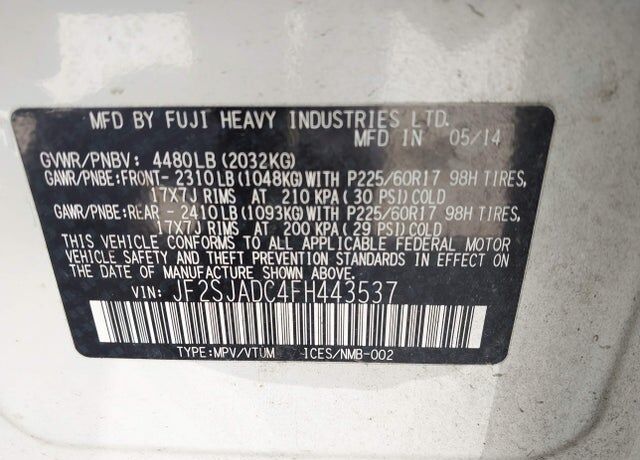 MFD BY FUJI HEAVY INDUSTRIES LTD.
MFD IN 05/14
GVWR/PNBV: 4480LB(2032KG)
GAWR/PNBE:FRONT-2310LB(1048KG)WITH P225/60R17 98H TIRES,
17X7J RIMS AT 210 KPA(30 PSI)COLD
GAWR/PNBE:REAR -2410LB(1093KG)WITH P225/60R17 98H TIRES,
17X7J RIMS AT 200 KPA(29 PSI)COLD
THIS VEHICLE CONFORMS TO ALL APPLICABLE FEDERAL MOTOR
VEHICLE SAFETY AND THEFT PREVENTION STANDARDS IN EFFECT
ON THE DATE OF MANUFACTURE SHOWN ABOVE.
VIN: JF2SJADC4FH443537
TYPE:MPV/VTUM ICES/NMB-002